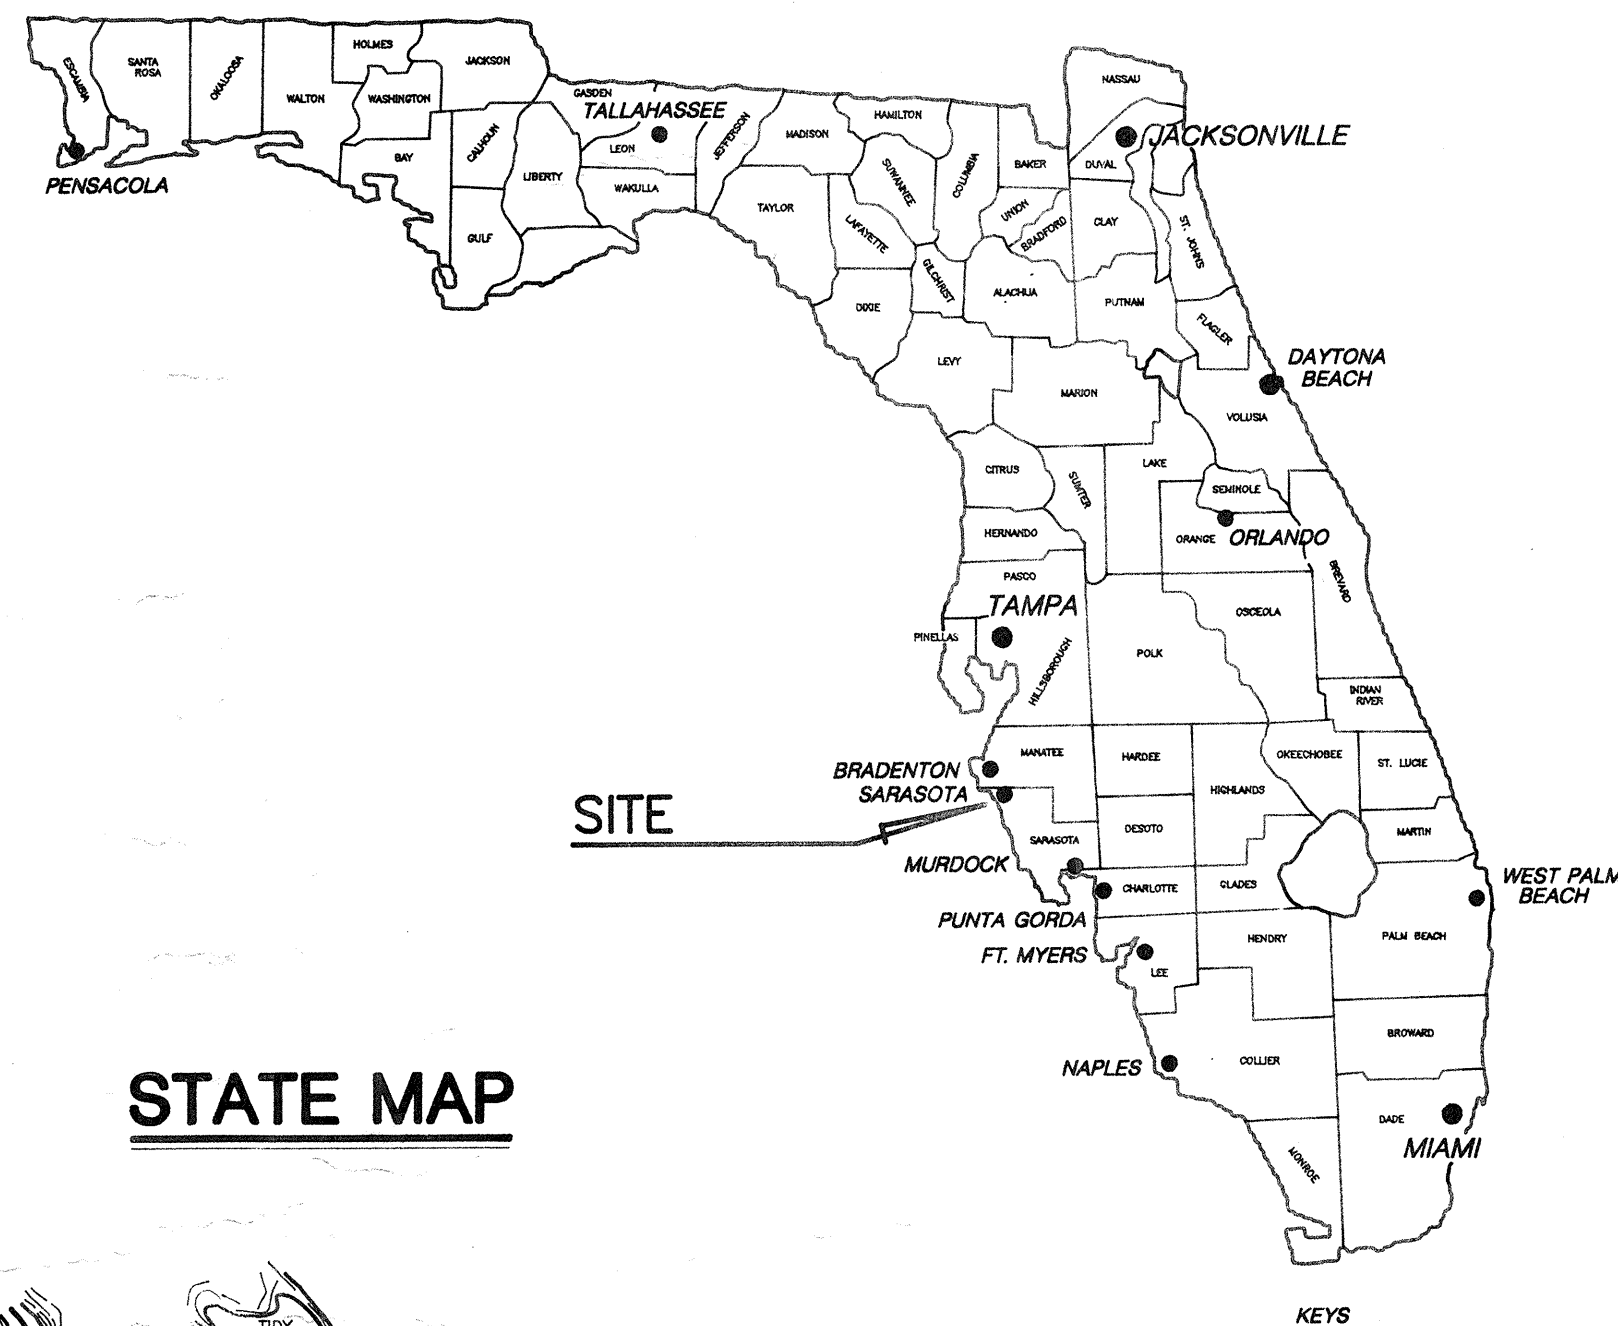 HOLMES
JACKSON
SANTA
ROSA
ESCAMBIA
OKALOOSA
WALTON
WASHINGTON
NASSAU
GASDEN
TALLAHASSEE
HAMILTON
JACKSONVILLE
MADISON
JEFFERSON
CALHOUN
LEON
BAY
PENSACOLA
LIBERTY
WAKULLA
SUWANNEE
COLUMBIA
BAKER
DUVAL
TAYLOR
LAFAYETTE
UNION
BRADFORD
CLAY
ST. JOHNS
GULF
GILCHRIST
ALACHUA
PUTNAM
DIXIE
FLAGLER
LEVY
DAYTONA
BEACH
MARION
VOLUSIA
CITRUS
SUMTER
LAKE
SEMINOLE
HERNANDO
ORANGE
ORLANDO
PASCO
BREVARD
TAMPA
OSCEOLA
PINELLAS
HILLSBOROUGH
POLK
INDIAN
RIVER
MANATEE
HARDEE
OKEECHOBEE
ST. LUCIE
BRADENTON
SARASOTA
HIGHLANDS
SITE
DESOTO
MARTIN
SARASOTA
MURDOCK
CHARLOTTE
GLADES
WEST PALM
BEACH
PUNTA GORDA
HENDRY
PALM BEACH
FT. MYERS
LEE
BROWARD
NAPLES
COLLIER
STATE MAP
DADE
MIAMI
MONROE
KEYS